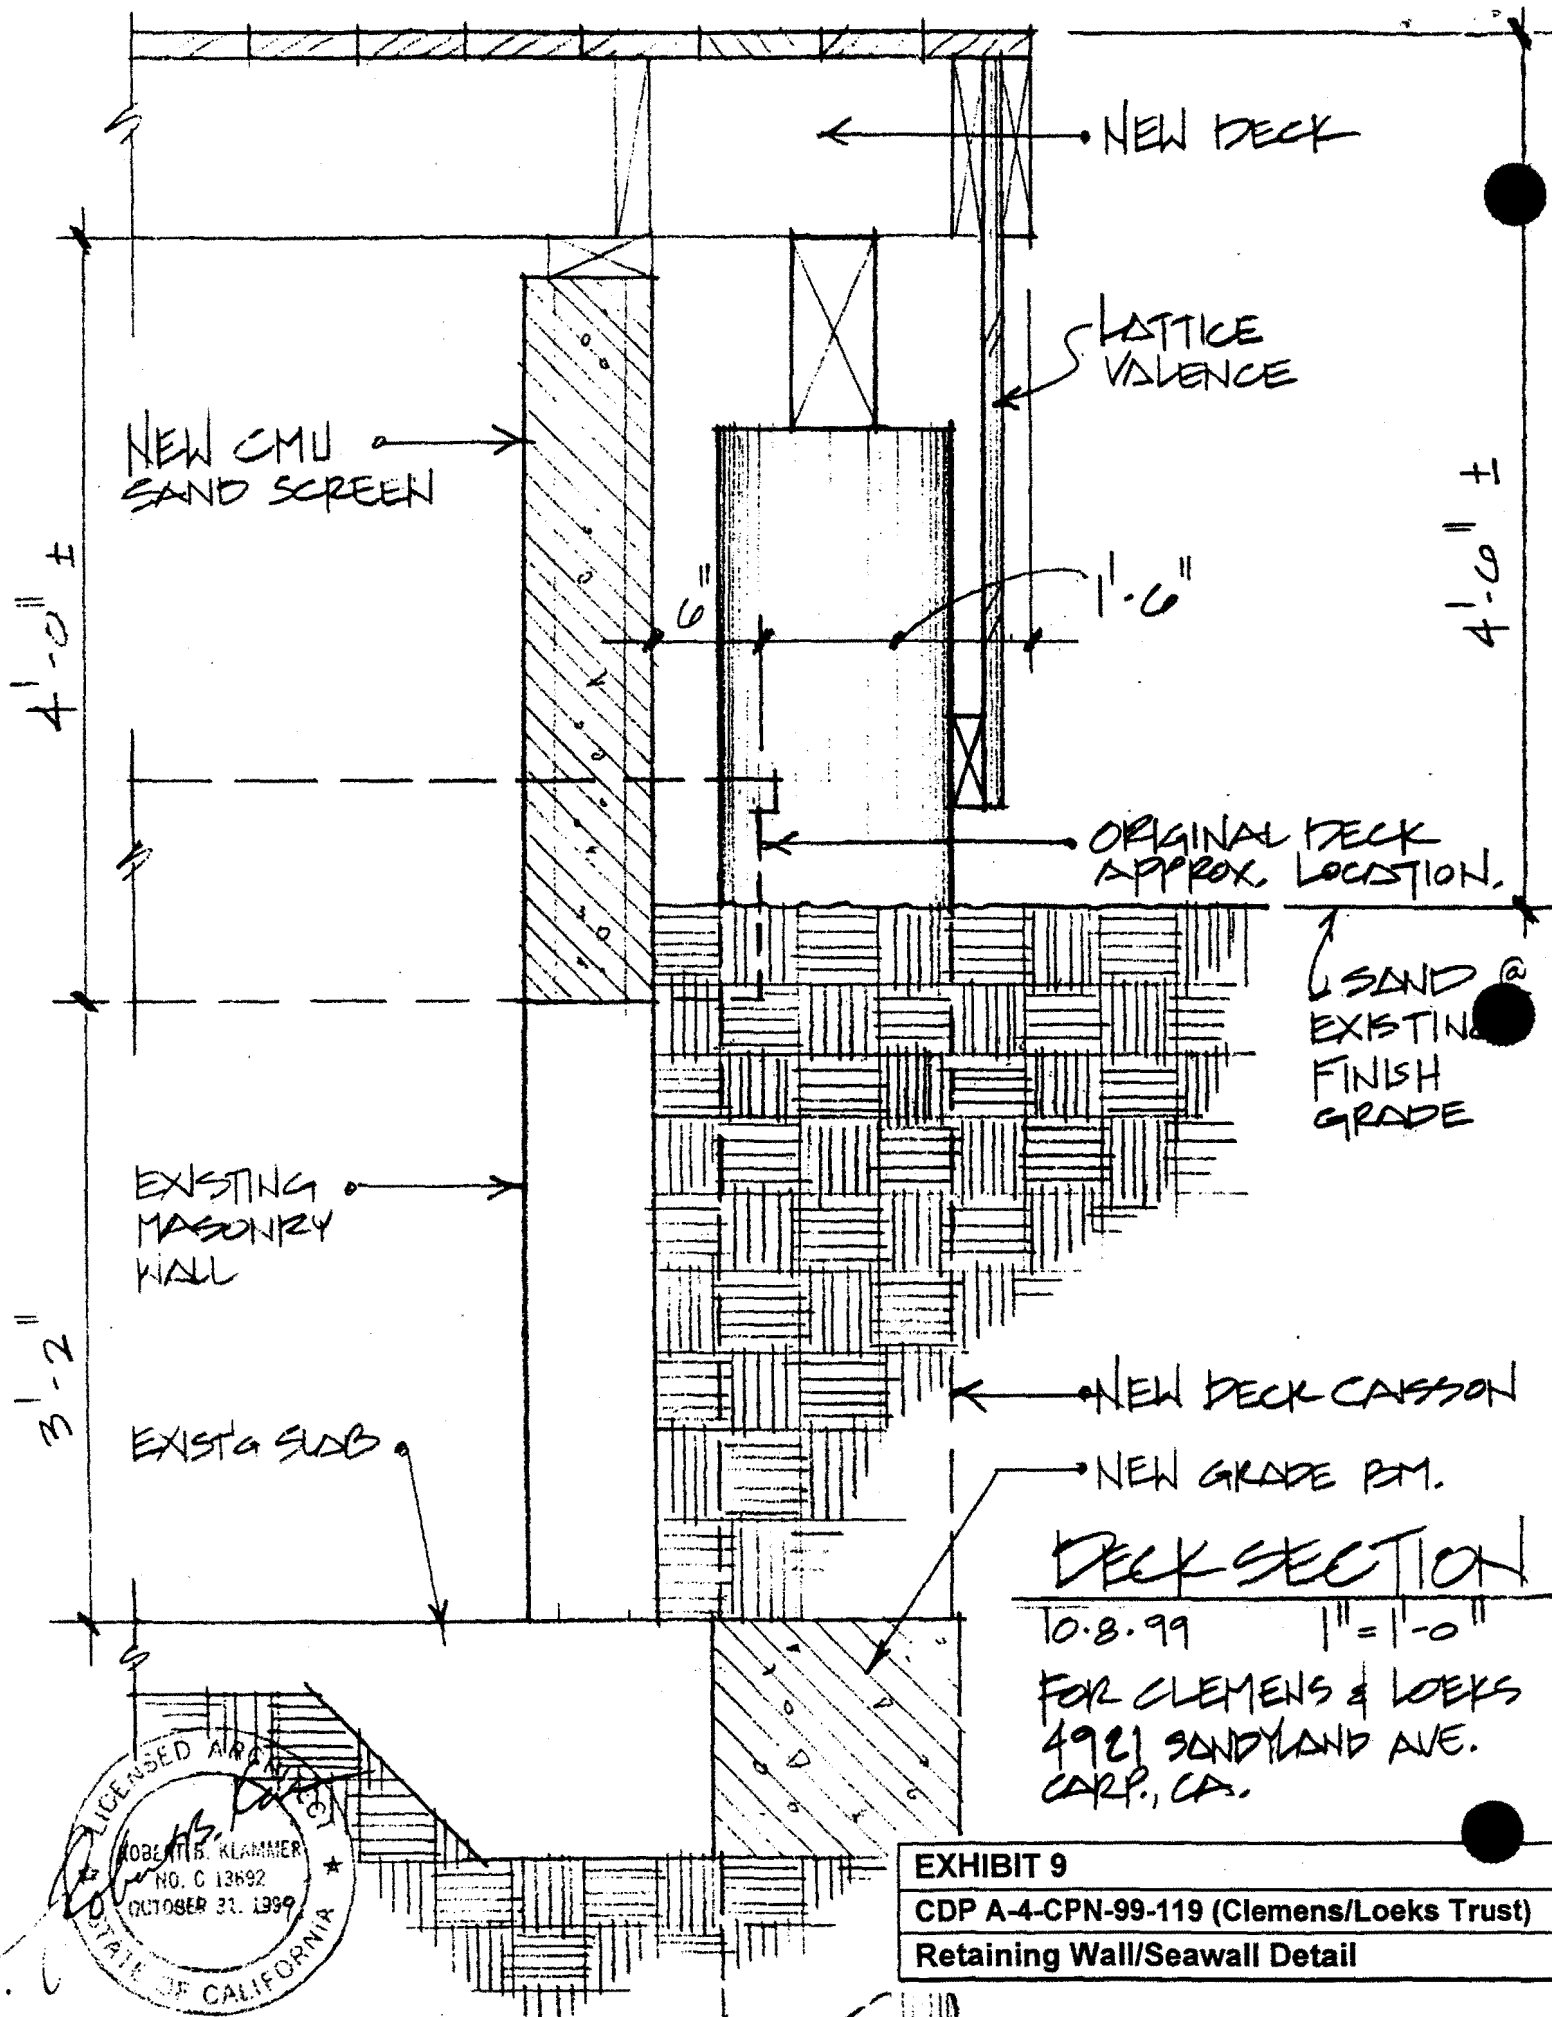 NEW DECK
LATTICE
VALENCE
NEW CMU
SAND SCREEN
4'-0" ±
6"
1'-6"
4'-6" ±
ORIGINAL DECK
APPROX. LOCATION.
SAND @
EXISTING
FINISH
GRADE
EXISTING
MASONRY
WALL
3'-2"
EXIST'G SLAB
NEW DECK CAISSON
NEW GRADE BM.
DECK SECTION
10.8.99 1"=1'-0"
FOR CLEMENS & LOEKS
4921 SANDYLAND AVE.
CARP., CA.
LICENSED ARCHITECT
ROBERT B. KLAMMER
NO. C 13692
OCTOBER 31. 1999
STATE OF CALIFORNIA
EXHIBIT 9
CDP A-4-CPN-99-119 (Clemens/Loeks Trust)
Retaining Wall/Seawall Detail